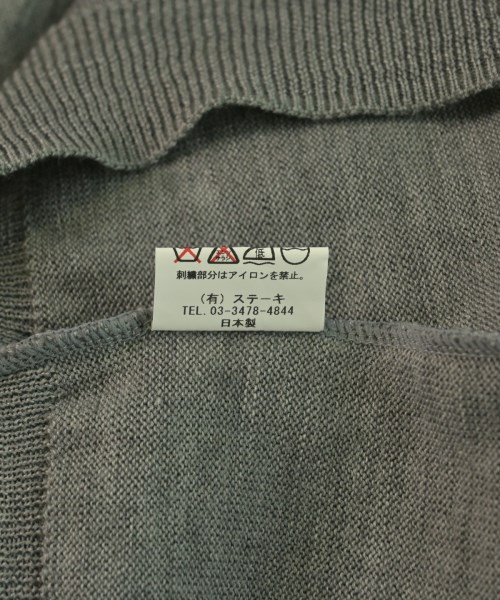 低
刺繍部分はアイロンを禁止。
(有) ステーキ
TEL. 03-3478-4844
日本製